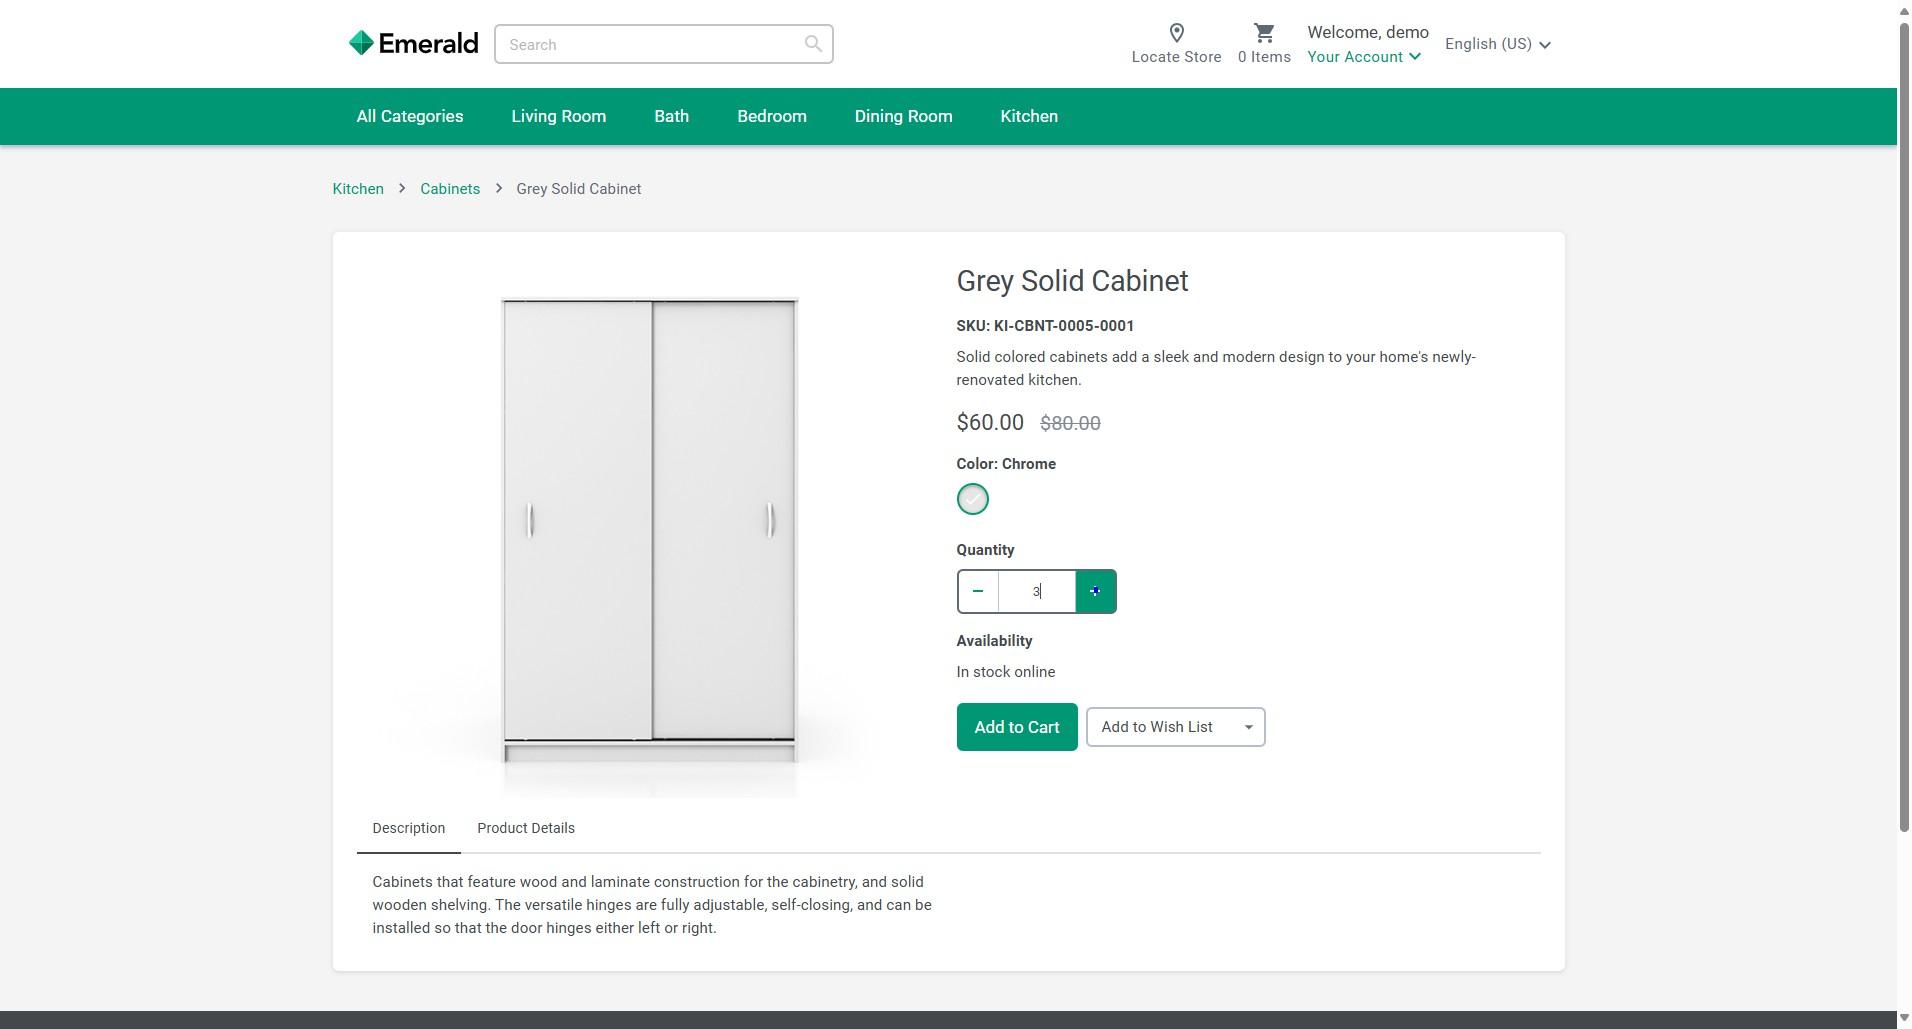 Emerald
Search
Locate Store
0 Items
Welcome, demo
Your Account
English (US)
All Categories
Living Room
Bath
Bedroom
Dining Room
Kitchen
Kitchen
Cabinets
Grey Solid Cabinet
Grey Solid Cabinet
SKU: KI-CBNT-0005-0001
Solid colored cabinets add a sleek and modern design to your home's newly-
renovated kitchen.
$60.00 $80.00
Color: Chrome
Quantity
3
Availability
In stock online
Add to Cart
Add to Wish List
Description
Product Details
Cabinets that feature wood and laminate construction for the cabinetry, and solid
wooden shelving. The versatile hinges are fully adjustable, self-closing, and can be
installed so that the door hinges either left or right.